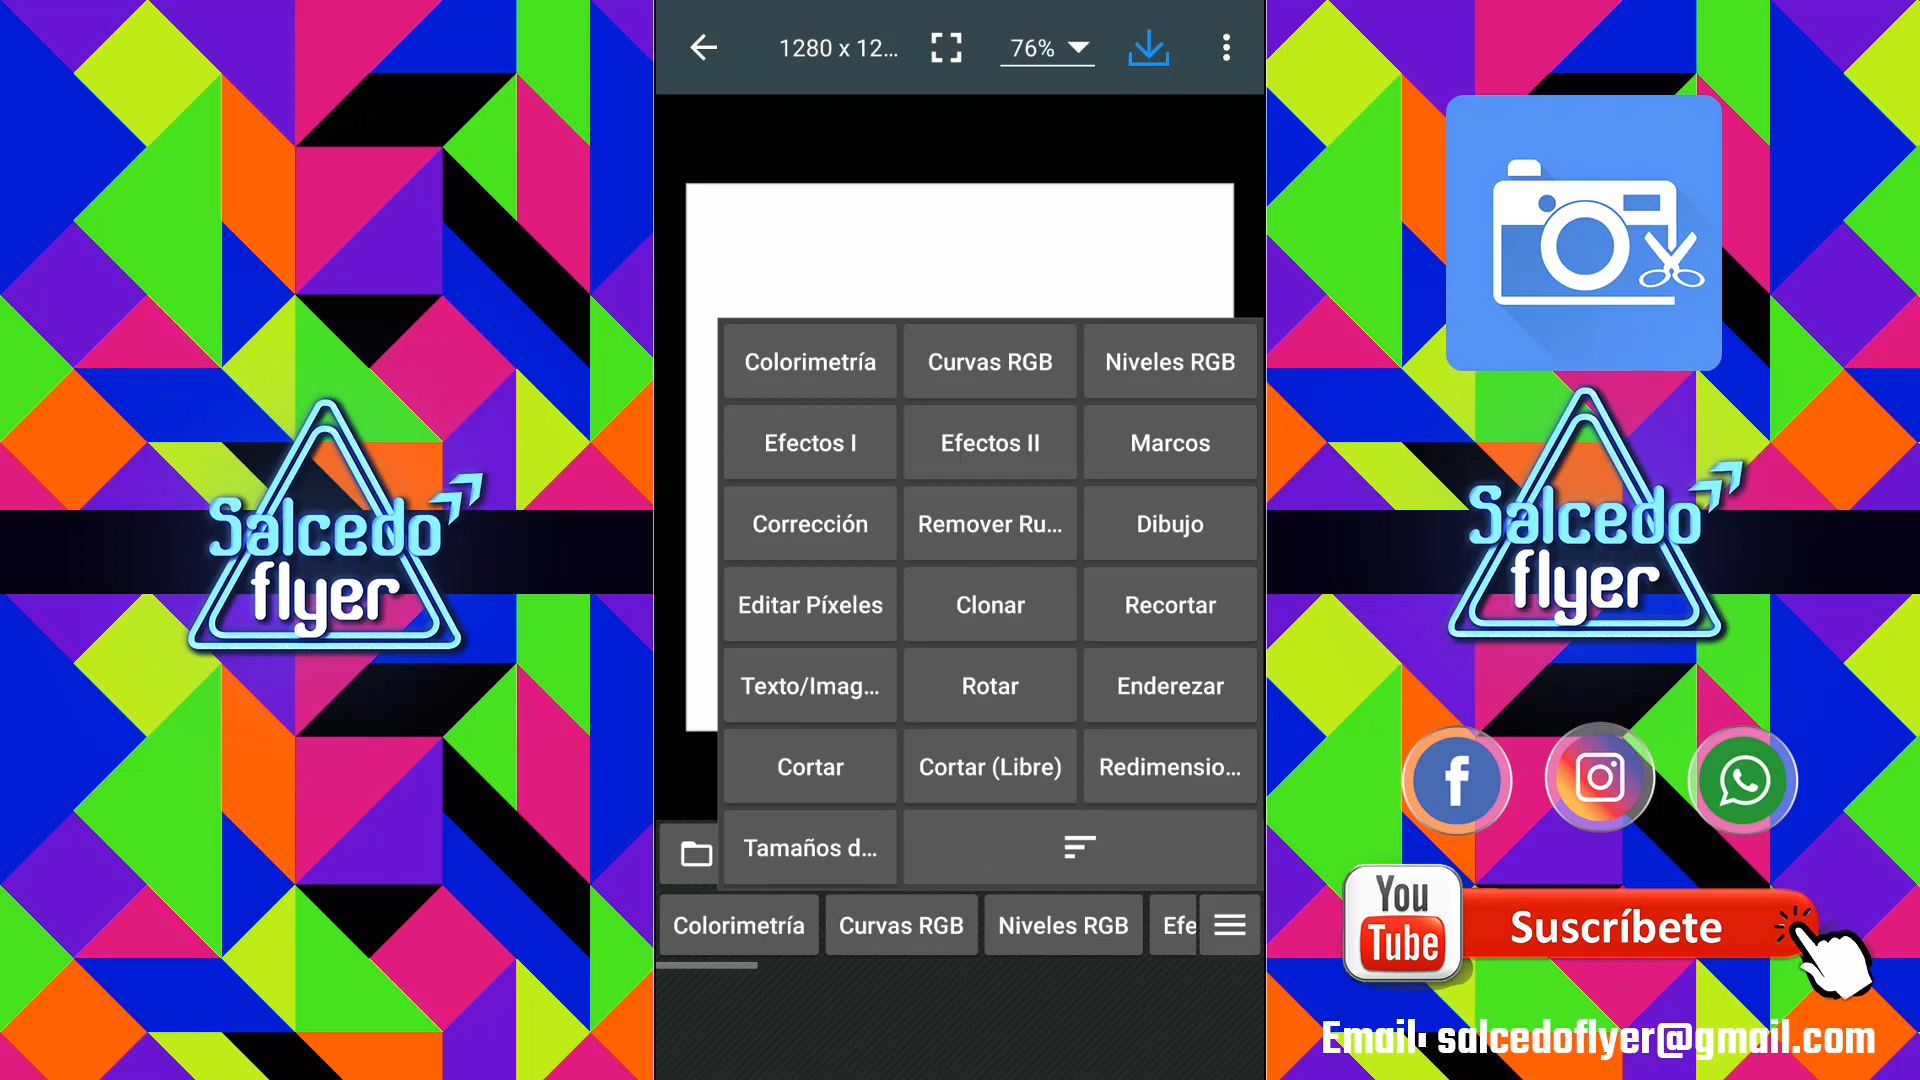 1280 x 12...
76%
Colorimetría
Curvas RGB
Niveles RGB
Efectos I
Efectos II
Marcos
Corrección
Remover Ru...
Dibujo
Editar Píxeles
Clonar
Recortar
Texto/Imag...
Rotar
Enderezar
Cortar
Cortar (Libre)
Redimensio...
Tamaños d...
Colorimetría
Curvas RGB
Niveles RGB
Efe
Salcedo
flyer
Salcedo
flyer
You
Tube
Suscríbete
Email: salcedoflyer@gmail.com